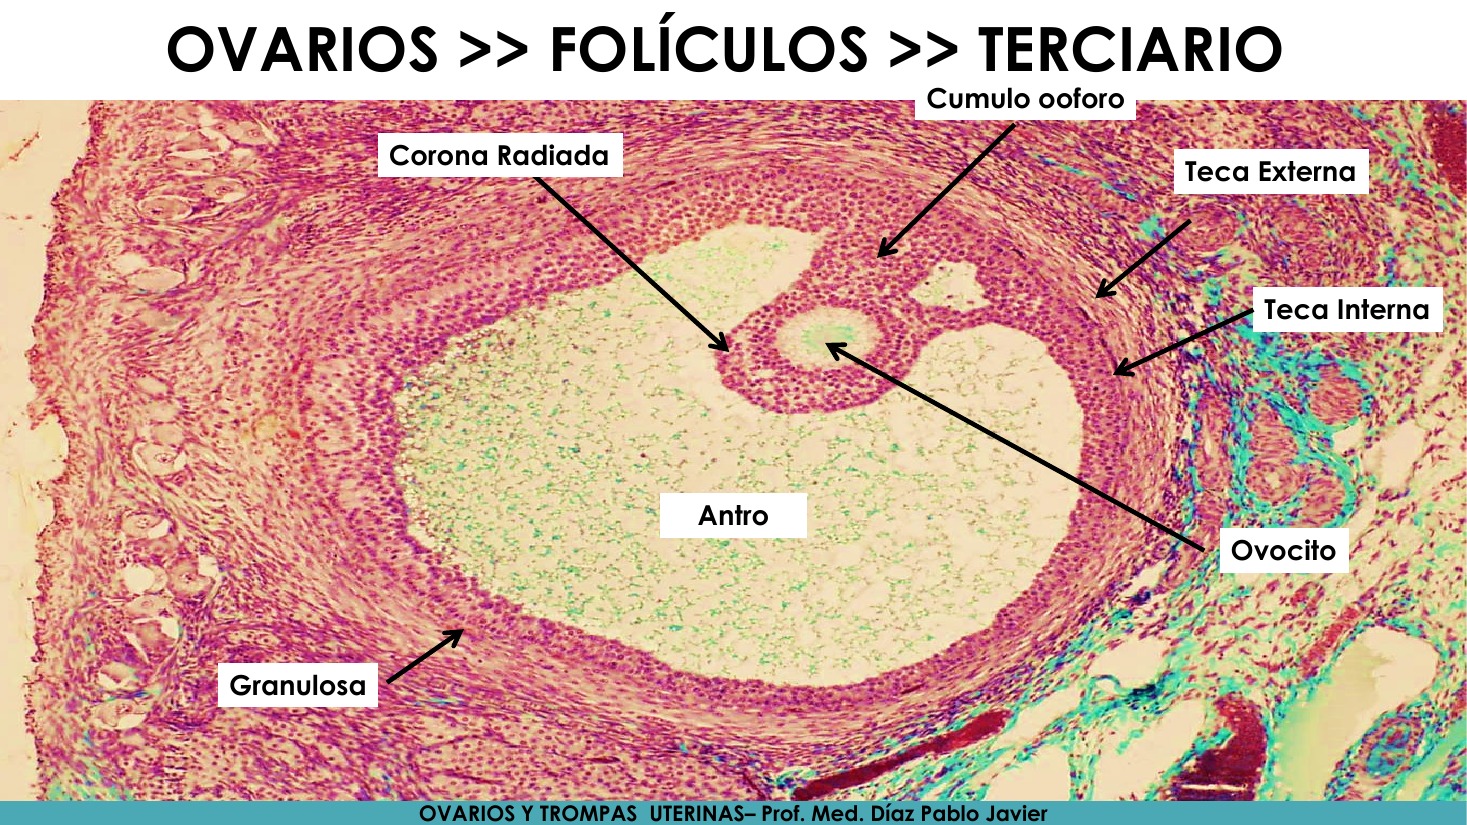 OVARIOS >> FOLÍCULOS >> TERCIARIO
Cumulo ooforo
Corona Radiada
Teca Externa
Teca Interna
Antro
Ovocito
Granulosa
OVARIOS Y TROMPAS  UTERINAS– Prof. Med. Díaz Pablo Javier